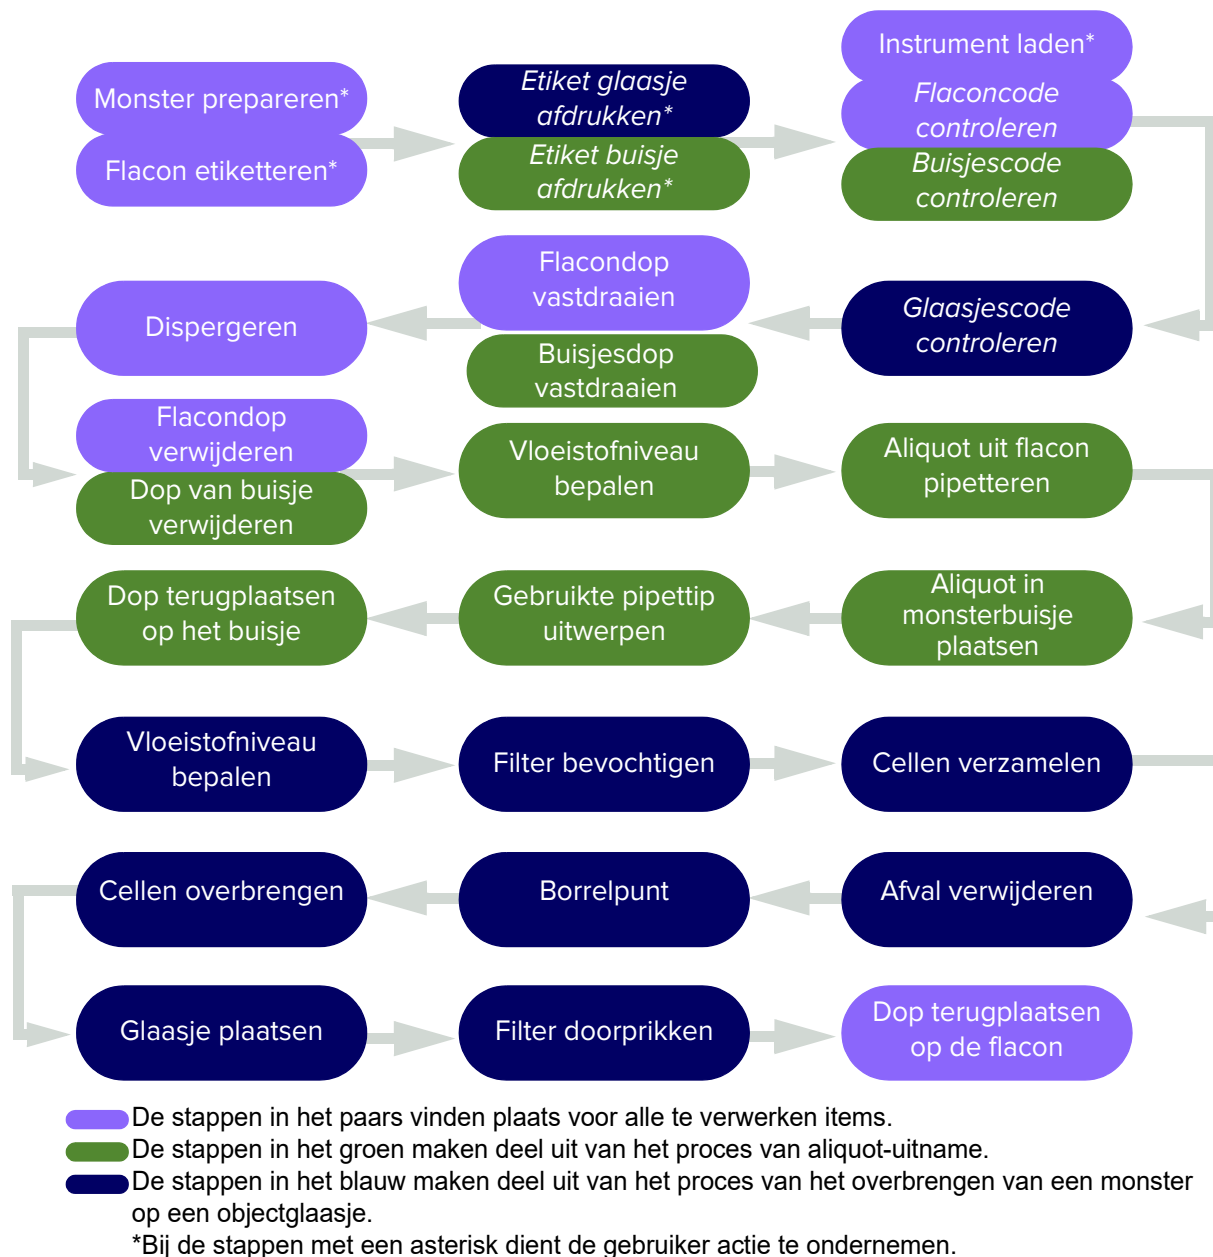 Monster prepareren*
Flacon etiketteren*
Etiket glaasje
afdrukken*
Etiket buisje
afdrukken*
Instrument laden*
Flaconcode
controleren
Buisjescode
controleren
Glaasjescode
controleren
Flacondop
vastdraaien
Buisjesdop
vastdraaien
Dispergeren
Flacondop
verwijderen
Dop van buisje
verwijderen
Vloeistofniveau
bepalen
Aliquot uit flacon
pipetteren
Aliquot in
monsterbuisje
plaatsen
Gebruikte pipettip
uitwerpen
Dop terugplaatsen
op het buisje
Vloeistofniveau
bepalen
Filter bevochtigen
Cellen verzamelen
Afval verwijderen
Borrelpunt
Cellen overbrengen
Glaasje plaatsen
Filter doorprikken
Dop terugplaatsen
op de flacon
De stappen in het paars vinden plaats voor alle te verwerken items.
De stappen in het groen maken deel uit van het proces van aliquot-uitname.
De stappen in het blauw maken deel uit van het proces van het overbrengen van een monster
op een objectglaasje.
*Bij de stappen met een asterisk dient de gebruiker actie te ondernemen.